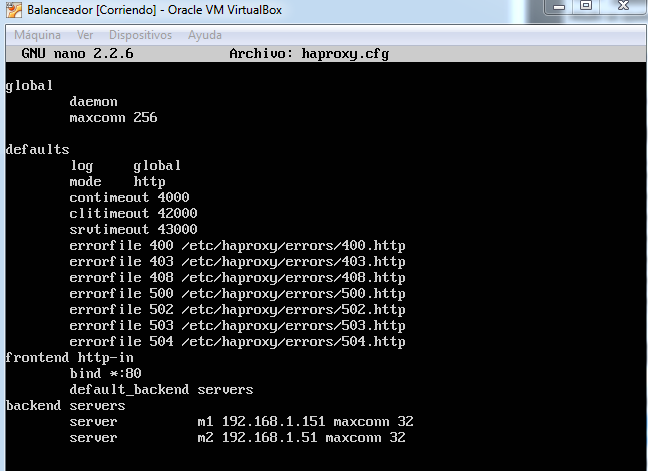 Balanceador [Corriendo] - Oracle VM VirtualBox
Máquina Ver Dispositivos Ayuda
GNU nano 2.2.6 Archivo: haproxy.cfg
global
daemon
maxconn 256
defaults
log global
mode http
contimeout 4000
clitimeout 42000
srvtimeout 43000
errorfile 400 /etc/haproxy/errors/400.http
errorfile 403 /etc/haproxy/errors/403.http
errorfile 408 /etc/haproxy/errors/408.http
errorfile 500 /etc/haproxy/errors/500.http
errorfile 502 /etc/haproxy/errors/502.http
errorfile 503 /etc/haproxy/errors/503.http
errorfile 504 /etc/haproxy/errors/504.http
frontend http-in
bind *:80
default_backend servers
backend servers
server m1 192.168.1.151 maxconn 32
server m2 192.168.1.51 maxconn 32